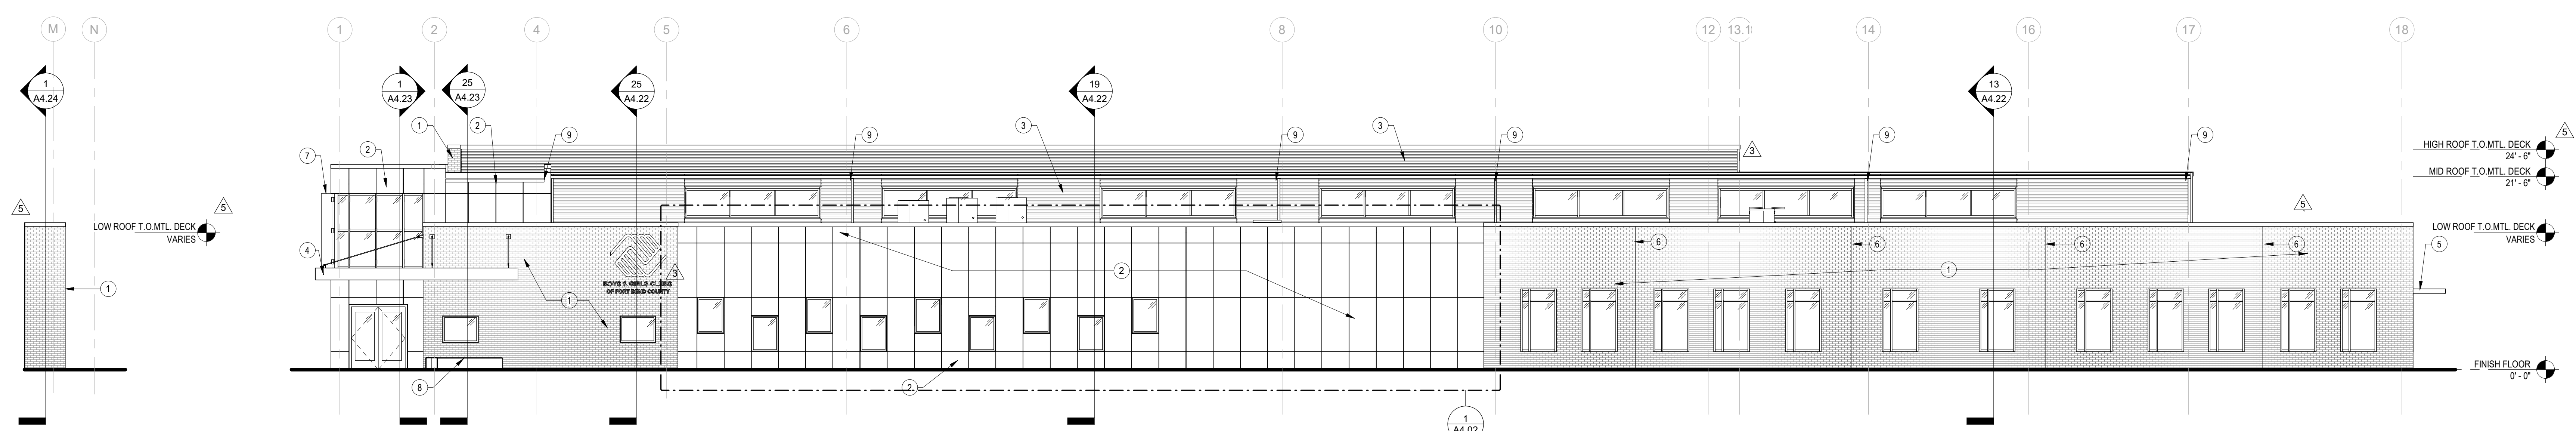 M
N
1
2
4
5
6
8
10
12
13.1
14
16
17
18
1
A4.24
1
A4.23
25
A4.23
25
A4.22
19
A4.22
13
A4.22
1
2
9
9
3
9
3
9
9
9
7
2
3
5
HIGH ROOF T.O.MTL. DECK
24' - 6"
MID ROOF T.O.MTL. DECK
21' - 6"
5
5
5
LOW ROOF T.O.MTL. DECK
VARIES
LOW ROOF T.O.MTL. DECK
VARIES
4
6
6
6
6
5
3
2
1
1
BOYS & GIRLS CLUBS
OF FORT BEND COUNTY
1
FINISH FLOOR
0' - 0"
8
2
1
A4.02